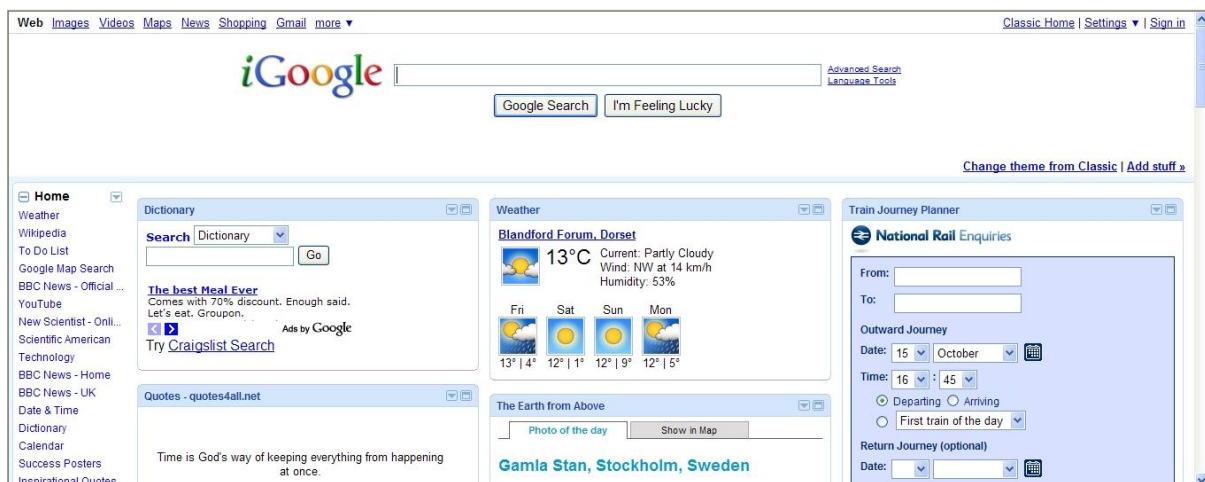 Web Images Videos Maps News Shopping Gmail more ▼
Classic Home | Settings ▼ | Sign in
iGoogle
Advanced Search
Language Tools
Google Search I'm Feeling Lucky
Change theme from Classic | Add stuff »
Home
Weather
Wikipedia
To Do List
Google Map Search
BBC News - Official ...
YouTube
New Scientist - Onli...
Scientific American
Technology
BBC News - Home
BBC News - UK
Date & Time
Dictionary
Calendar
Success Posters
Inspirational Quotes
Dictionary
Search Dictionary
Go
The best Meal Ever
Comes with 70% discount. Enough said.
Let's eat. Groupon.
Ads by Google
Try Craigslist Search
Quotes - quotes4all.net
Time is God's way of keeping everything from happening
at once.
Weather
Blandford Forum, Dorset
13°C
Current: Partly Cloudy
Wind: NW at 14 km/h
Humidity: 53%
Fri Sat Sun Mon
13° | 4° 12° | 1° 12° | 9° 12° | 5°
The Earth from Above
Photo of the day Show in Map
Gamla Stan, Stockholm, Sweden
Train Journey Planner
National Rail Enquiries
From:
To:
Outward Journey
Date: 15 October
Time: 16 : 45
Departing Arriving
First train of the day
Return Journey (optional)
Date: